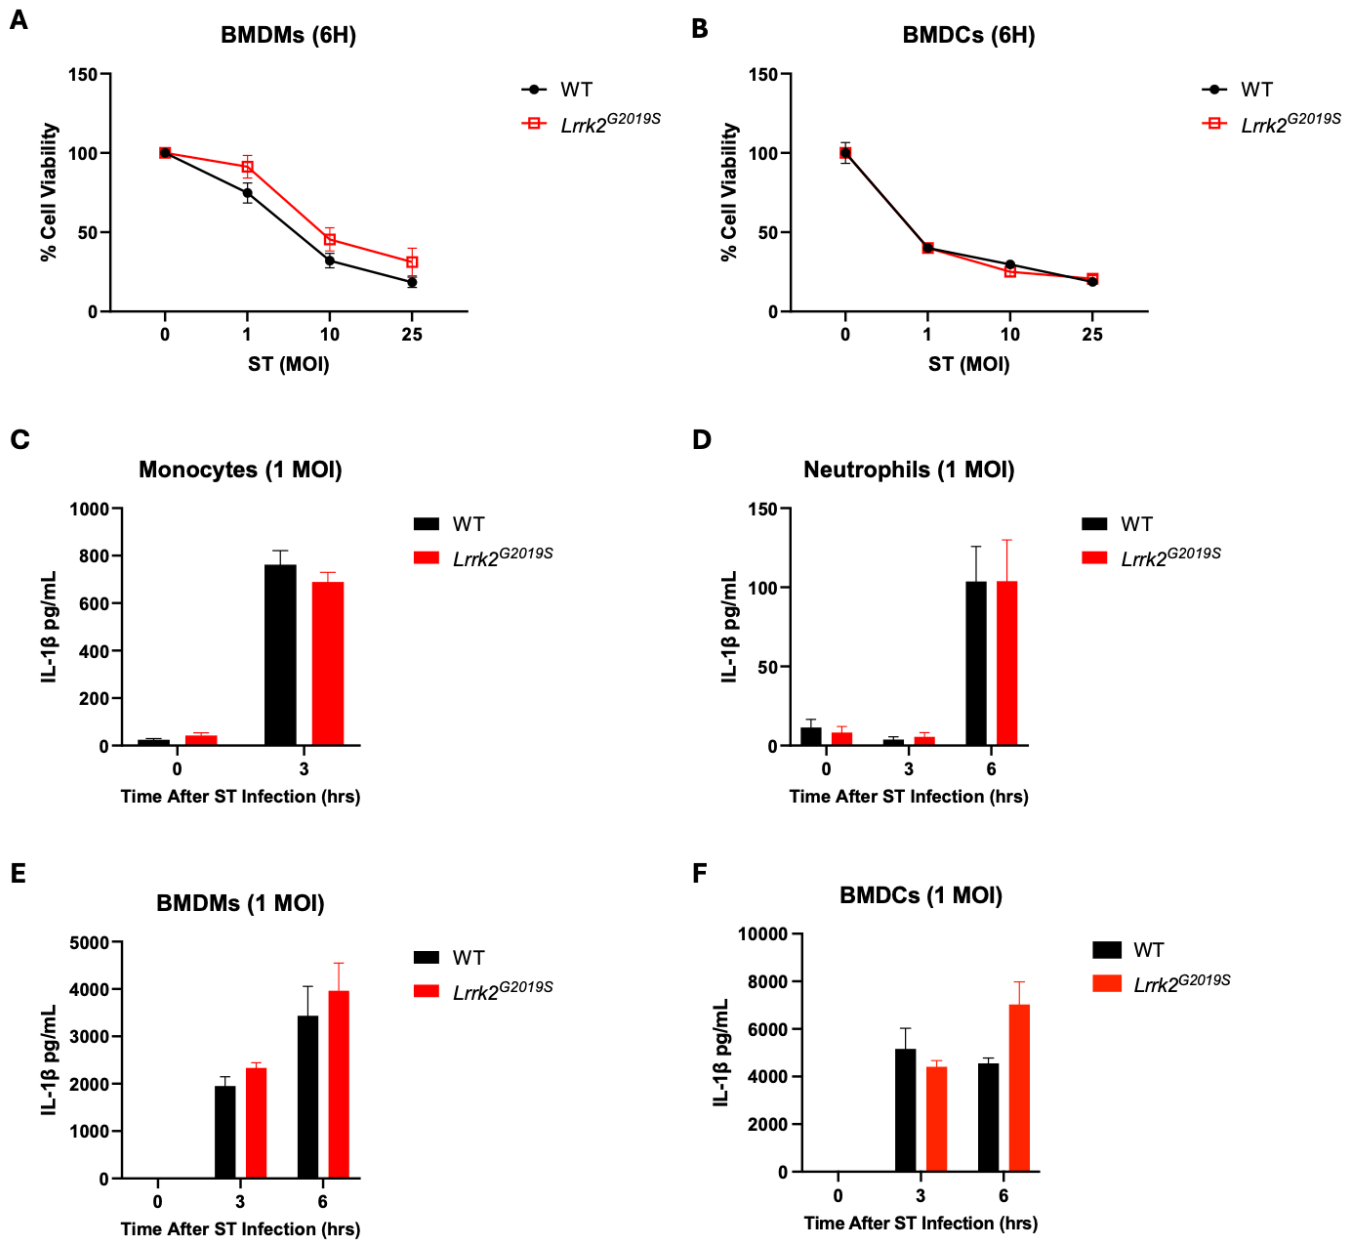 A
BMDMs (6H)
150
100
50
0
% Cell Viability
0 1 10 25
ST (MOI)
WT
Lrrk2G2019S
B
BMDCs (6H)
150
100
50
0
% Cell Viability
0 1 10 25
ST (MOI)
WT
Lrrk2G2019S
C
Monocytes (1 MOI)
1000
800
600
400
200
0
IL-1β pg/mL
0 3
Time After ST Infection (hrs)
WT
Lrrk2G2019S
D
Neutrophils (1 MOI)
150
100
50
0
IL-1β pg/mL
0 3 6
Time After ST Infection (hrs)
WT
Lrrk2G2019S
E
BMDMs (1 MOI)
5000
4000
3000
2000
1000
0
IL-1β pg/mL
0 3 6
Time After ST Infection (hrs)
WT
Lrrk2G2019S
F
BMDCs (1 MOI)
10000
8000
6000
4000
2000
0
IL-1β pg/mL
0 3 6
Time After ST Infection (hrs)
WT
Lrrk2G2019S